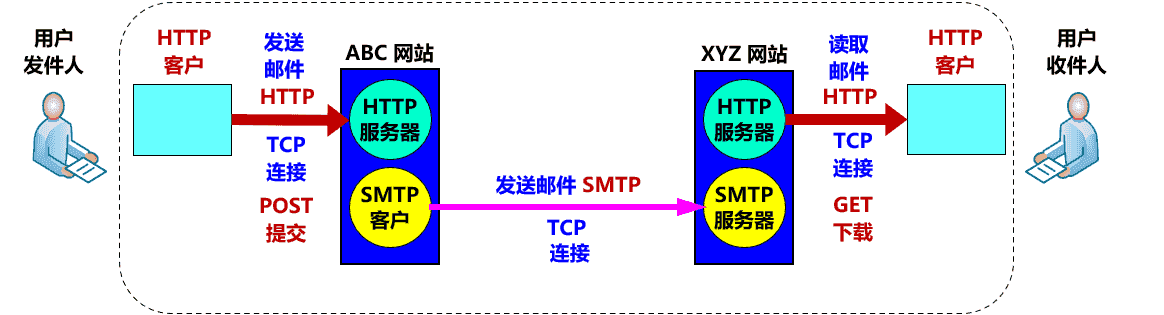 用户
发件人
HTTP
客户
发送
邮件
HTTP
TCP
连接
POST
提交
ABC 网站
HTTP
服务器
SMTP
客户
发送邮件 SMTP
TCP
连接
XYZ 网站
HTTP
服务器
SMTP
服务器
读取
邮件
HTTP
TCP
连接
GET
下载
HTTP
客户
用户
收件人